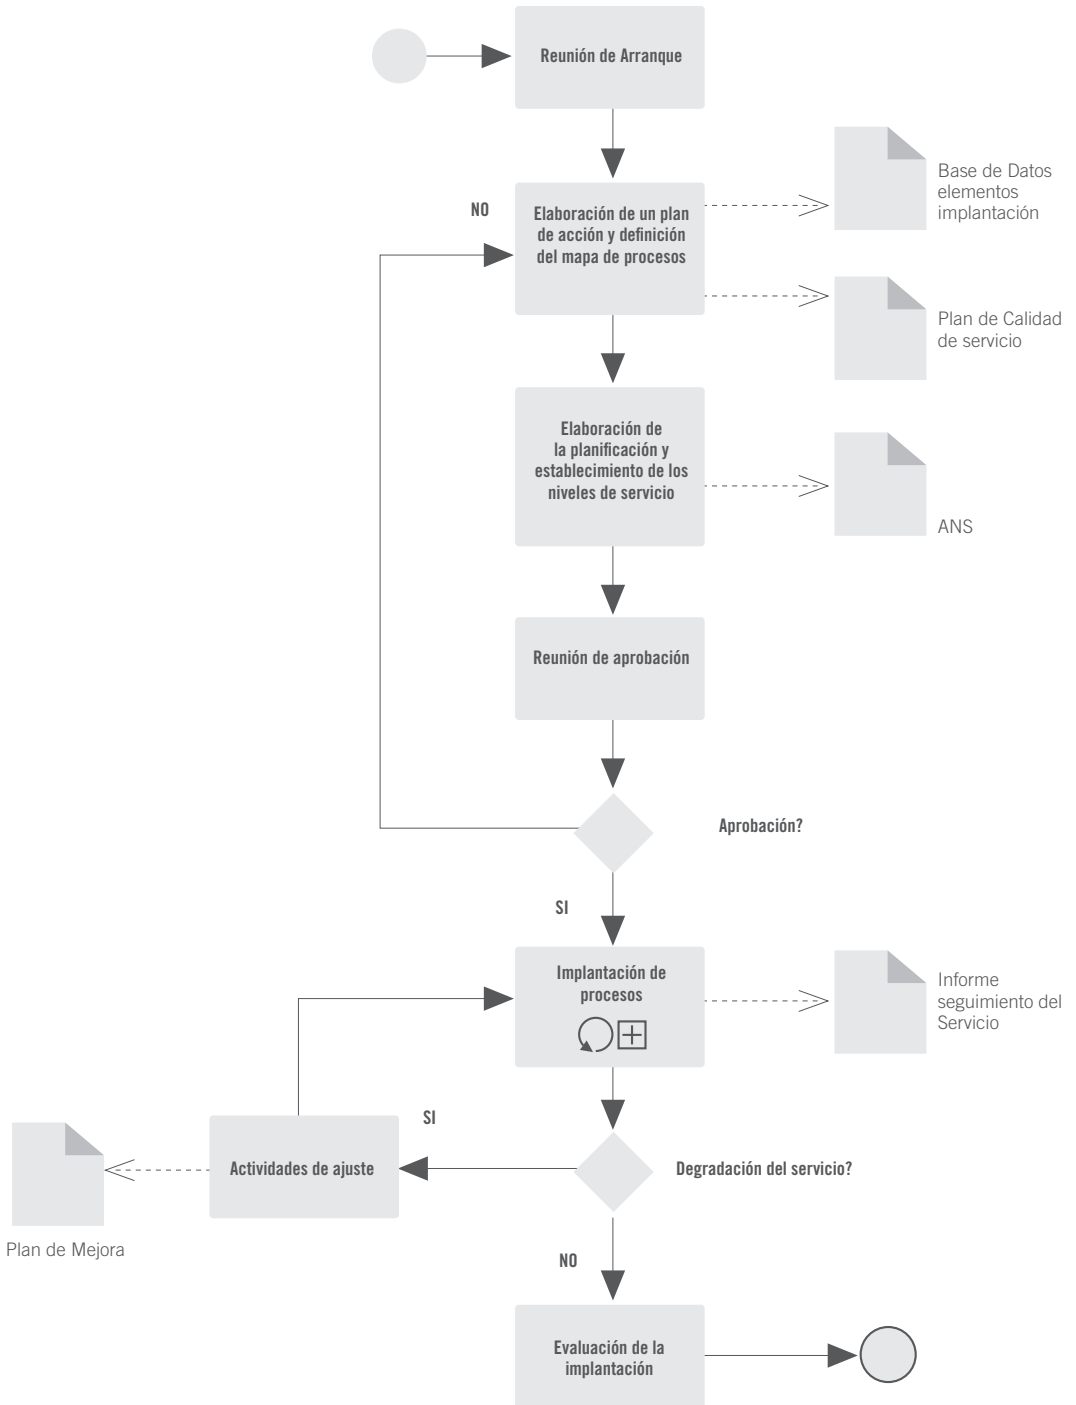 Reunión de Arranque
Base de Datos
elementos
implantación
NO
Elaboración de un plan
de acción y definición
del mapa de procesos
Plan de Calidad
de servicio
Elaboración de
la planificación y
establecimiento de los
niveles de servicio
ANS
Reunión de aprobación
Aprobación?
SI
Implantación de
procesos
Informe
seguimiento del
Servicio
SI
Actividades de ajuste
Degradación del servicio?
Plan de Mejora
NO
Evaluación de la
implantación